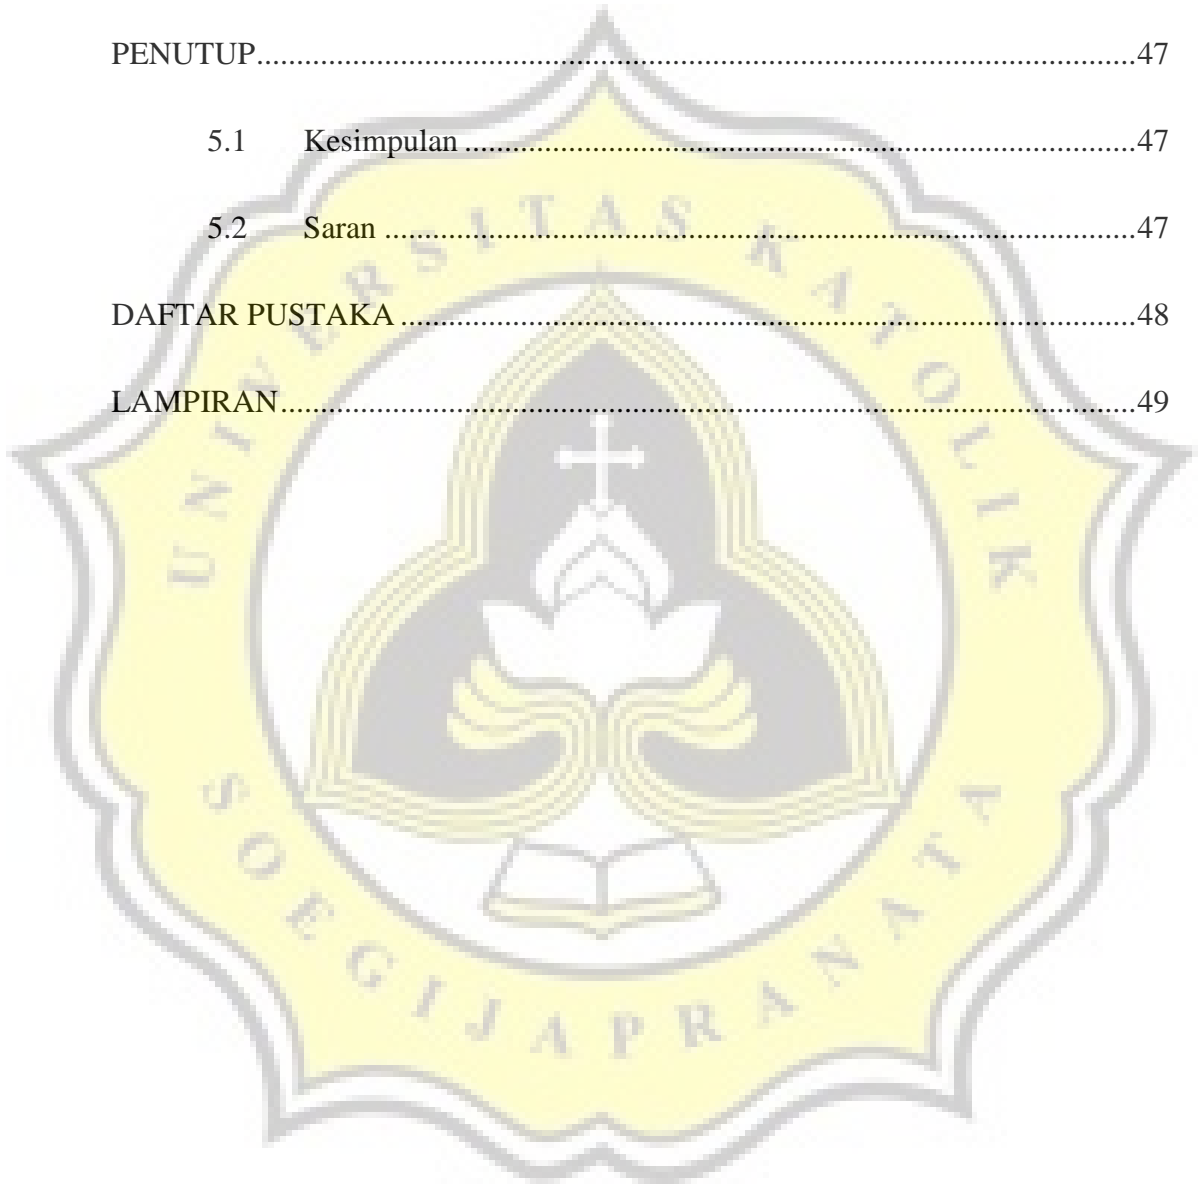 PENUTUP..........................................................................................................47
5.1 Kesimpulan.................................................................................47
5.2 Saran...........................................................................................47
DAFTAR PUSTAKA............................................................................................48
LAMPIRAN.......................................................................................................49
UNIVERSITAS KATOLIK
SOEGIJAPRANATA